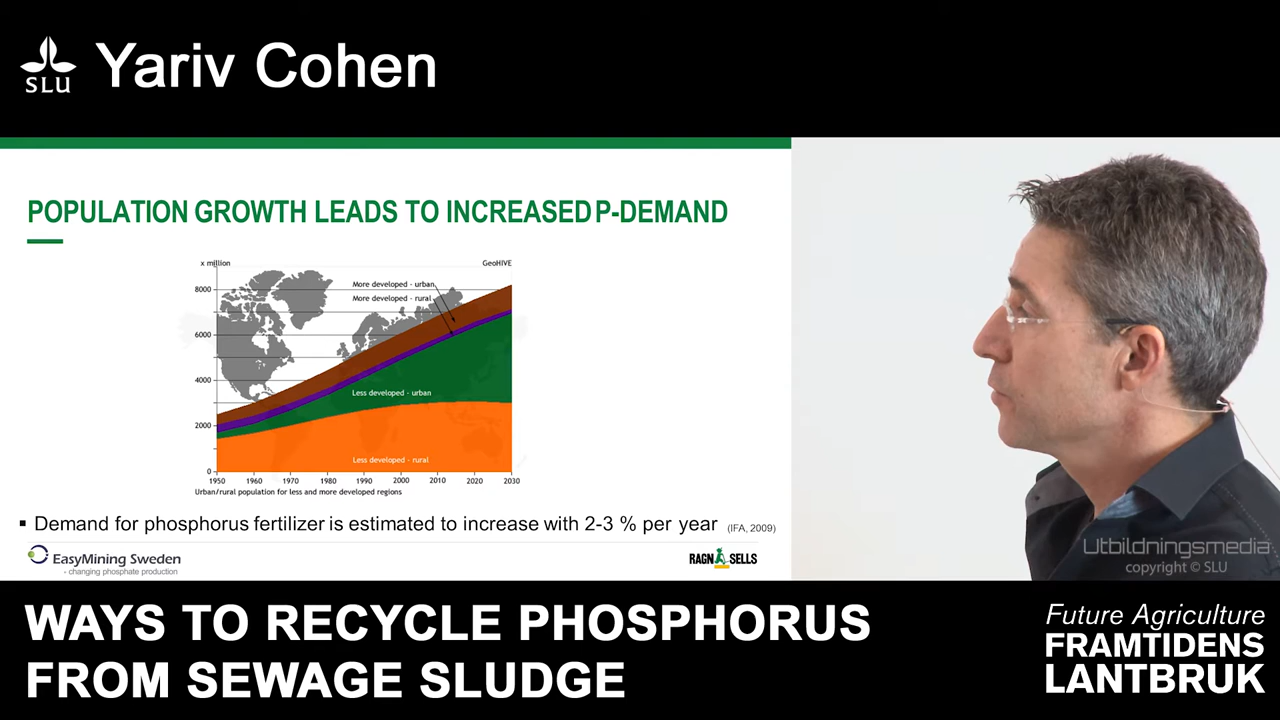 SLU
Yariv Cohen
POPULATION GROWTH LEADS TO INCREASED P-DEMAND
x million
GeoHIVE
More developed - urban
More developed - rural
8000
6000
4000
2000
0
Less developed - urban
Less developed - rural
1950 1960 1970 1980 1990 2000 2010 2020 2030
Urban/rural population for less and more developed regions
▪ Demand for phosphorus fertilizer is estimated to increase with 2-3 % per year (IFA, 2009)
EasyMining Sweden
- changing phosphate production
RAGN SELLS
Utbildningsmedia
copyright © SLU
WAYS TO RECYCLE PHOSPHORUS
FROM SEWAGE SLUDGE
Future Agriculture
FRAMTIDENS
LANTBRUK